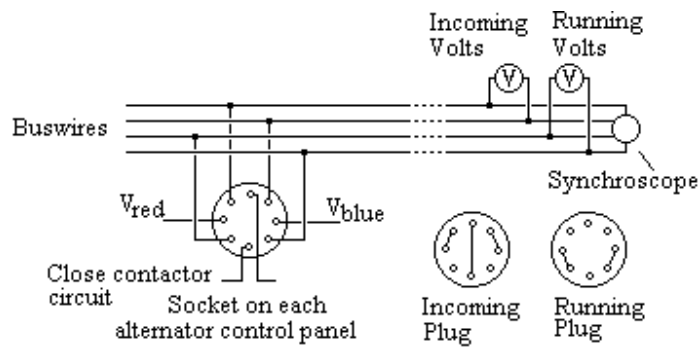 Incoming
Volts
Running
Volts
V
V
Buswires
Synchroscope
Vred
Vblue
Close contactor
circuit
Socket on each
alternator control panel
Incoming
Plug
Running
Plug